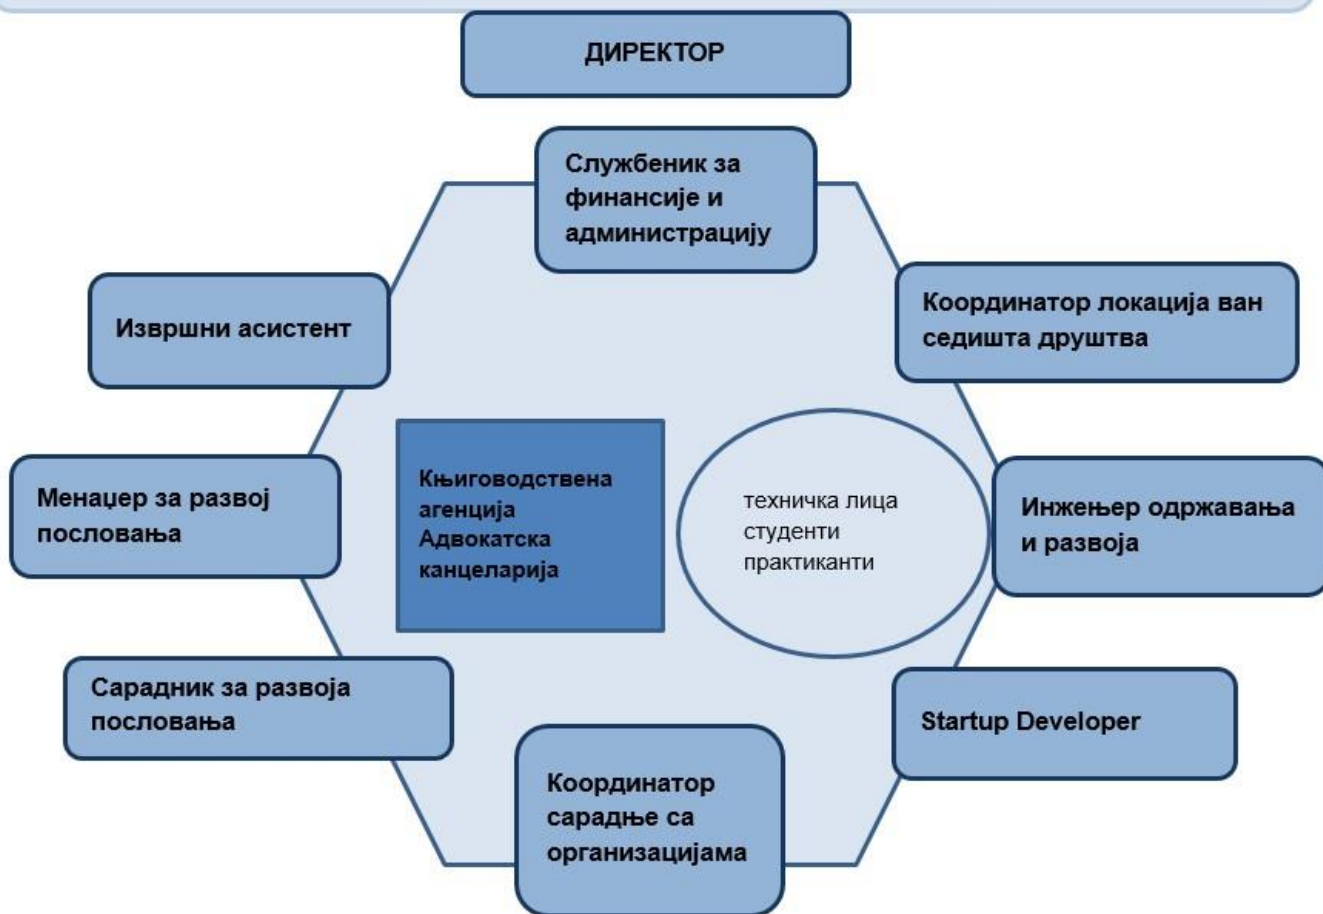 ДИРЕКТОР
Службеник за
финансије и
администрацију
Извршни асистент
Координатор локација ван
седишта друштва
Менаџер за развој
пословања
Књиговодствена
агенција
Адвокатска
канцеларија
техничка лица
студенти
практиканти
Инжењер одржавања
и развоја
Сарадник за развоја
пословања
Startup Developer
Координатор
сарадње са
организацијама